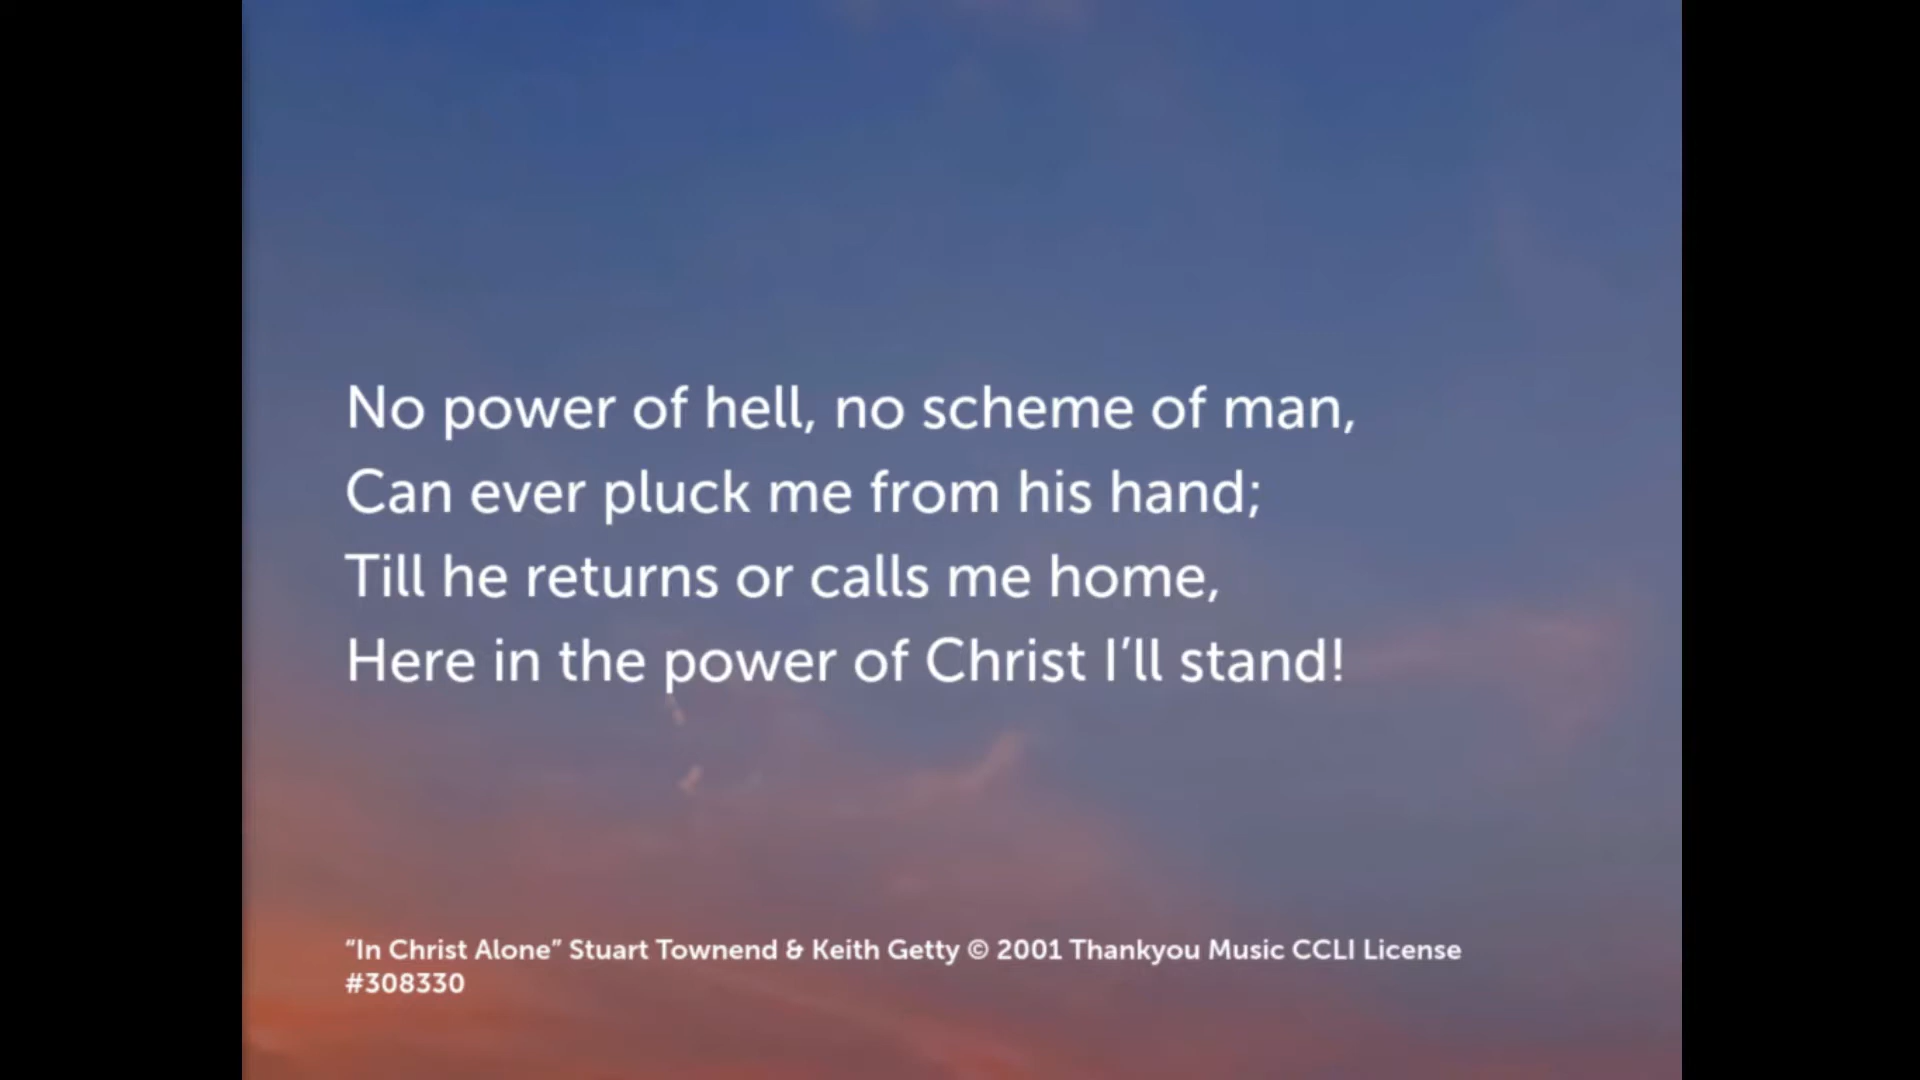 No power of hell, no scheme of man,
Can ever pluck me from his hand;
Till he returns or calls me home,
Here in the power of Christ I’ll stand!
“In Christ Alone” Stuart Townend & Keith Getty © 2001 Thankyou Music CCLI License
#308330